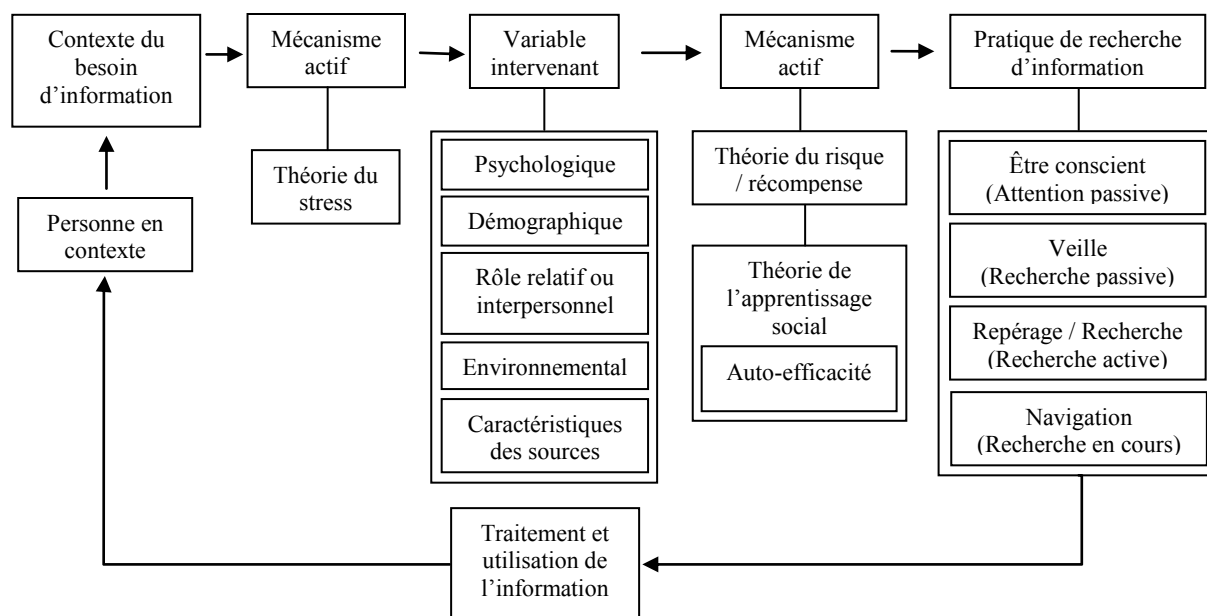 Contexte du
besoin
d'information
Mécanisme
actif
Variable
intervenant
Mécanisme
actif
Pratique de recherche
d'information
Théorie du
stress
Personne en
contexte
Psychologique
Démographique
Rôle relatif ou
interpersonnel
Environnemental
Caractéristiques
des sources
Théorie du risque
/ récompense
Théorie de
l'apprentissage
social
Auto-efficacité
Être conscient
(Attention passive)
Veille
(Recherche passive)
Repérage / Recherche
(Recherche active)
Navigation
(Recherche en cours)
Traitement et
utilisation de
l'information